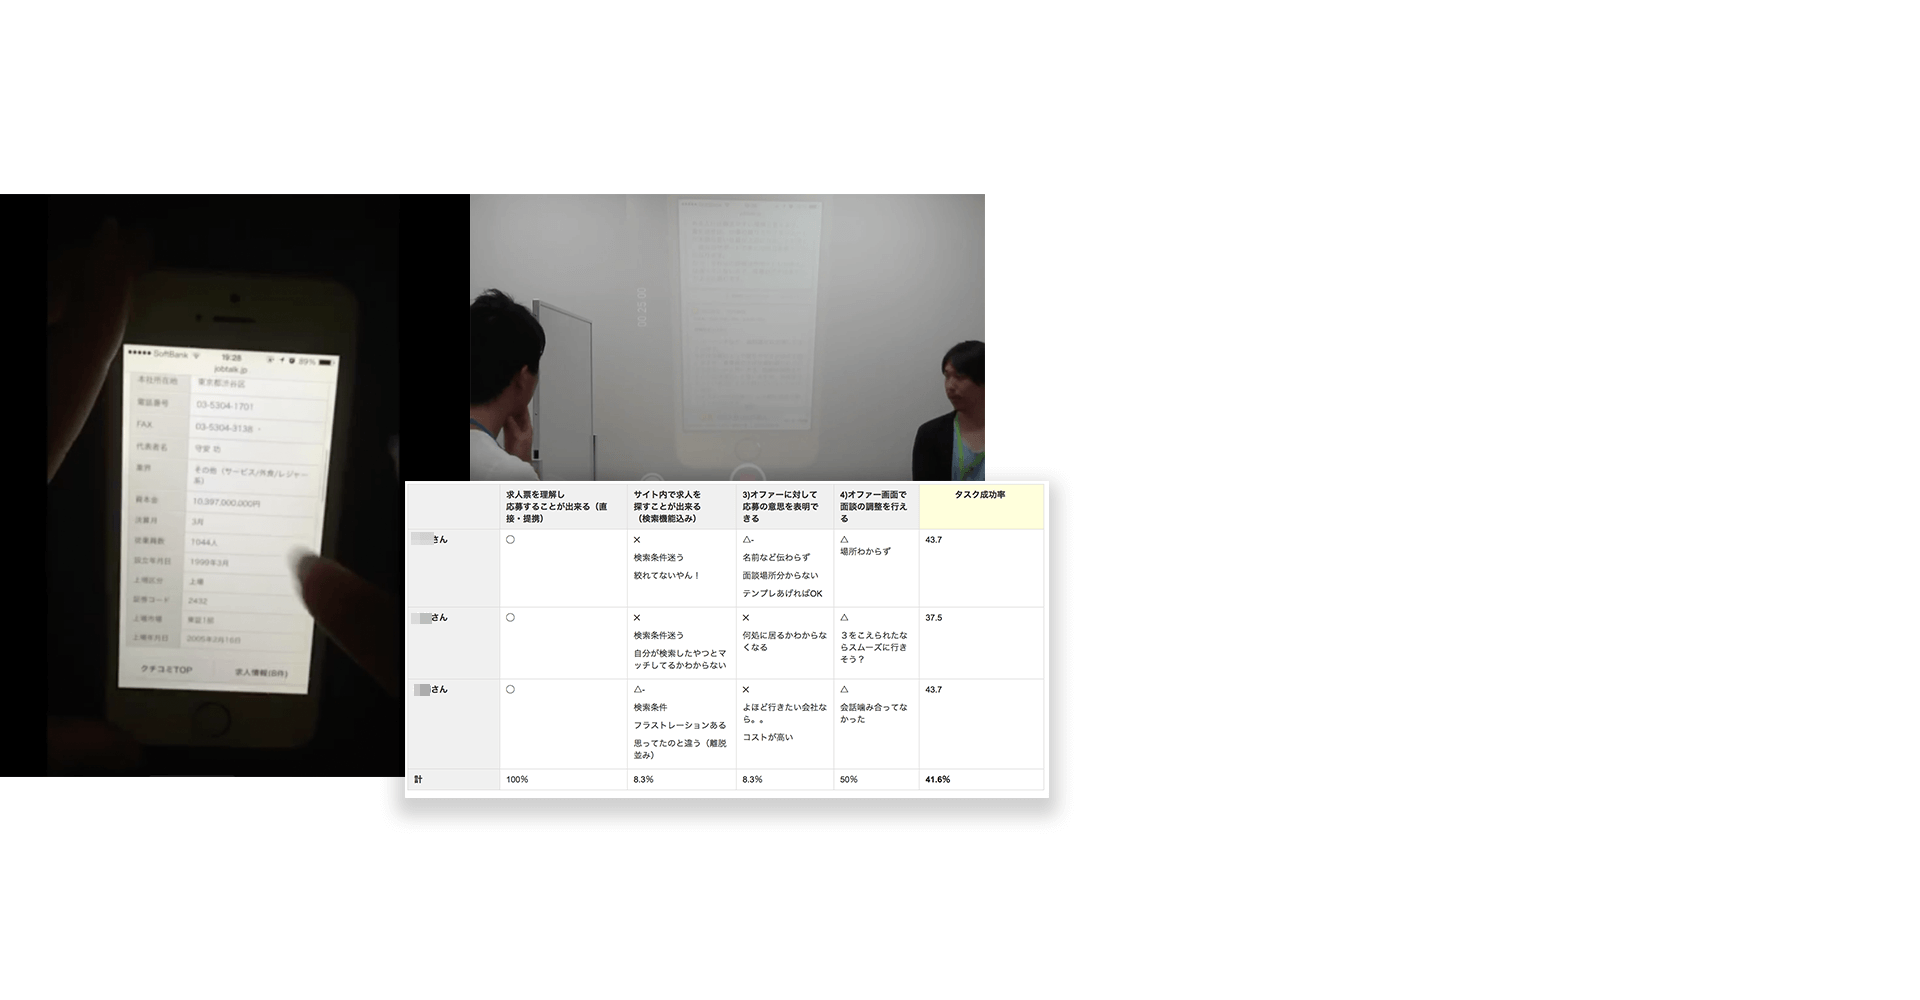 SoftBank 19:28 89%
jobtalk.jp
本社所在地 東京都渋谷区
電話番号 03-5304-1701
FAX 03-5304-3138
代表者名 守安 功
業界 その他（サービス/外食/レジャー
系）
資本金 10,397,000,000円
決算月 3月
従業員数 7044人
設立年月日 1999年3月
上場区分 上場
証券コード 2432
上場市場 東証1部
上場年月日 2005年2月16日
クチコミTOP 求人情報(8件)
00:25:00
求人票を理解し
応募することが出来る（直
接・提携）
サイト内で求人を
探すことが出来る
（検索機能込み）
3)オファーに対して
応募の意思を表明で
きる
4)オファー画面で
面談の調整を行え
る
タスク成功率
さん
○
×
検索条件迷う
絞れてないやん！
△-
名前など伝わらず
面談場所分からない
テンプレあげればOK
△
場所わからず
43.7
さん
○
×
検索条件迷う
自分が検索したやつとマ
ッチしてるかわからない
×
何処に居るかわからな
くなる
△
３をこえられたな
らスムーズに行き
そう？
37.5
さん
○
△-
検索条件
フラストレーションある
思ってたのと違う（離脱
並み）
×
よほど行きたい会社な
ら。。
コストが高い
△
会話噛み合ってな
かった
43.7
計 100% 8.3% 8.3% 50% 41.6%